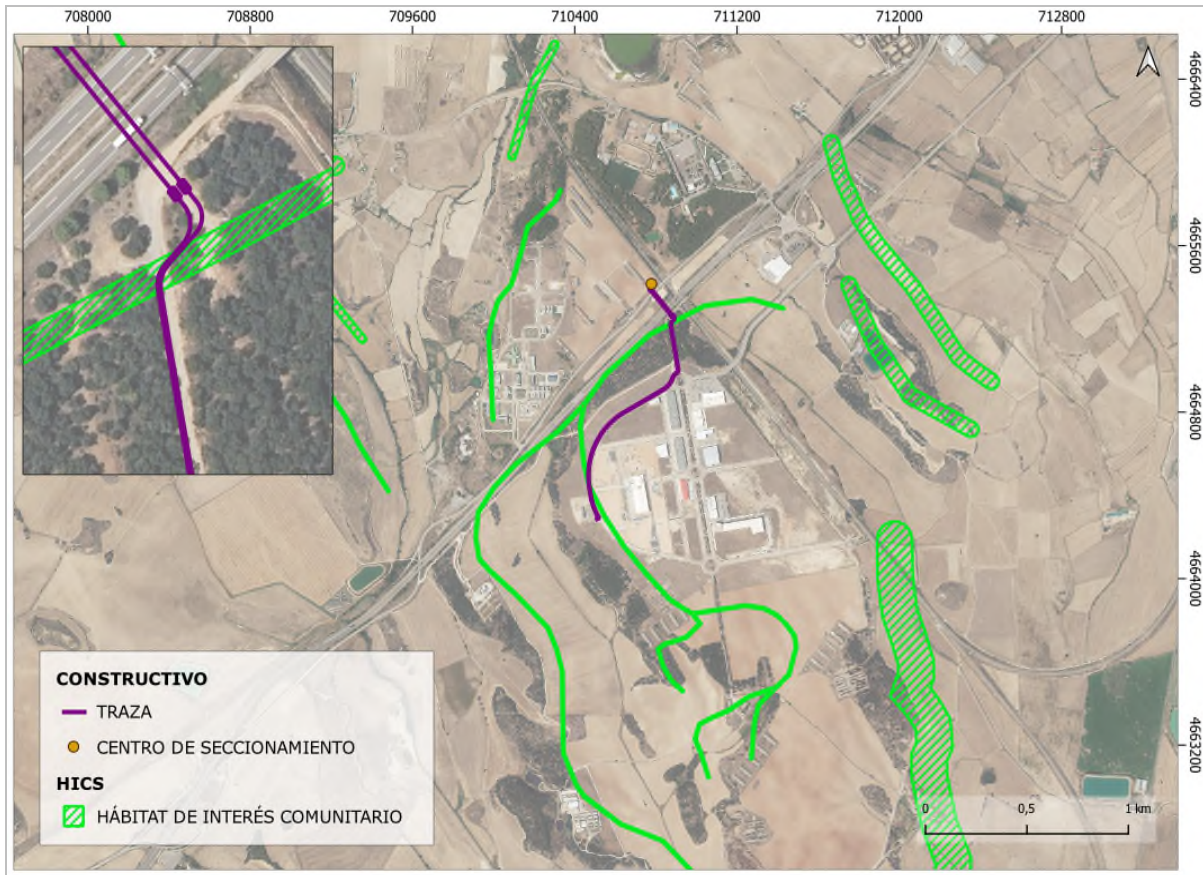 708000 708800 709600 710400 711200 712000 712800
4666400
4665600
4664800
4664000
4663200
CONSTRUCTIVO
TRAZA
CENTRO DE SECCIONAMIENTO
HICS
HÁBITAT DE INTERÉS COMUNITARIO
0 0,5 1 km